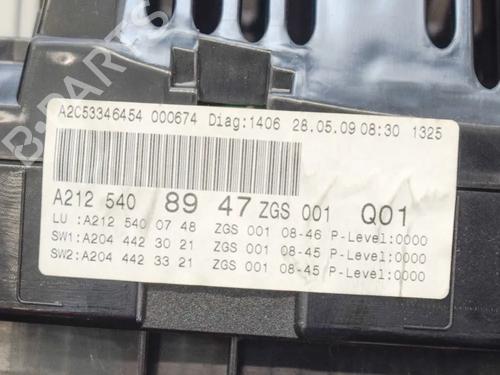 A2C53346454 000674 Diag:1406 28.05.09 08:30 1325
A212 540 89 47 ZGS 001 Q01
LU :A212 540 07 48 ZGS 001 08-46 P-Level:0000
SW1:A204 442 30 21 ZGS 001 08-45 P-Level:0000
SW2:A204 442 33 21 ZGS 001 08-45 P-Level:0000
B-PARTS